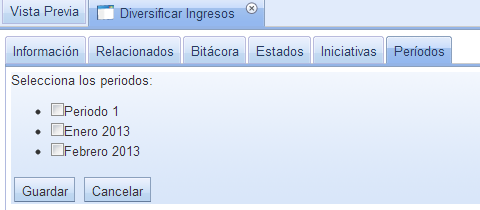 Vista Previa Diversificar Ingresos
Información Relacionados Bitácora Estados Iniciativas Períodos
Selecciona los periodos:
Periodo 1
Enero 2013
Febrero 2013
Guardar Cancelar